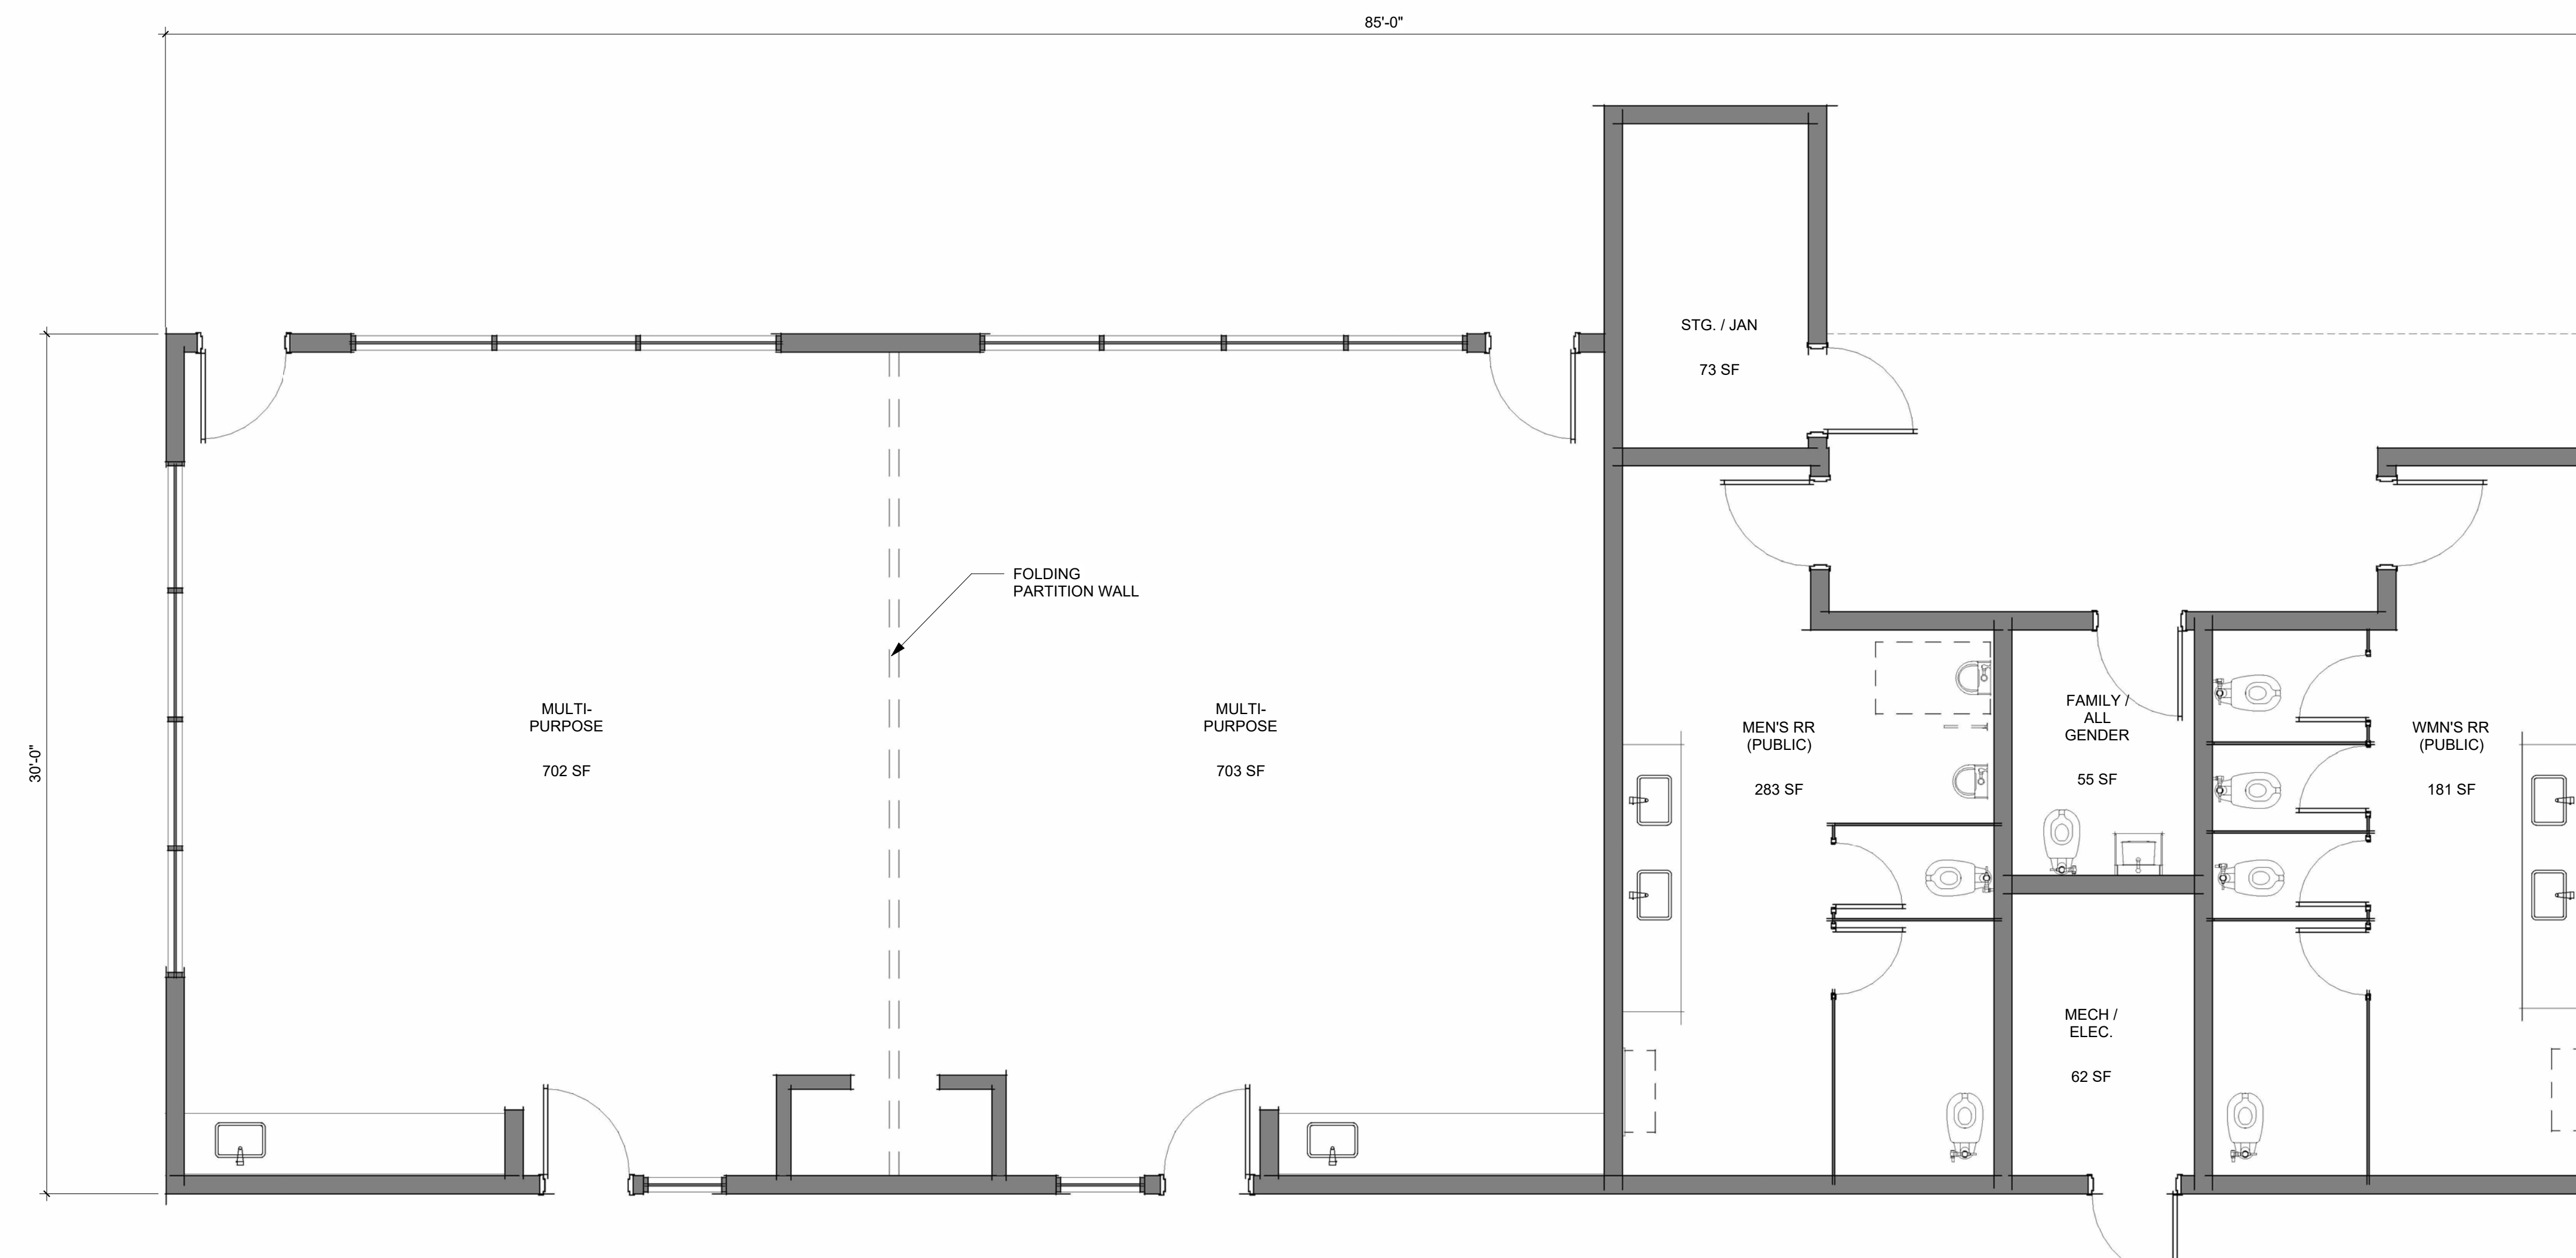 85'-0"
30'-0"
STG. / JAN
73 SF
FOLDING
PARTITION WALL
MULTI-
PURPOSE
702 SF
MULTI-
PURPOSE
703 SF
MEN'S RR
(PUBLIC)
283 SF
FAMILY /
ALL
GENDER
55 SF
WMN'S RR
(PUBLIC)
181 SF
MECH /
ELEC.
62 SF